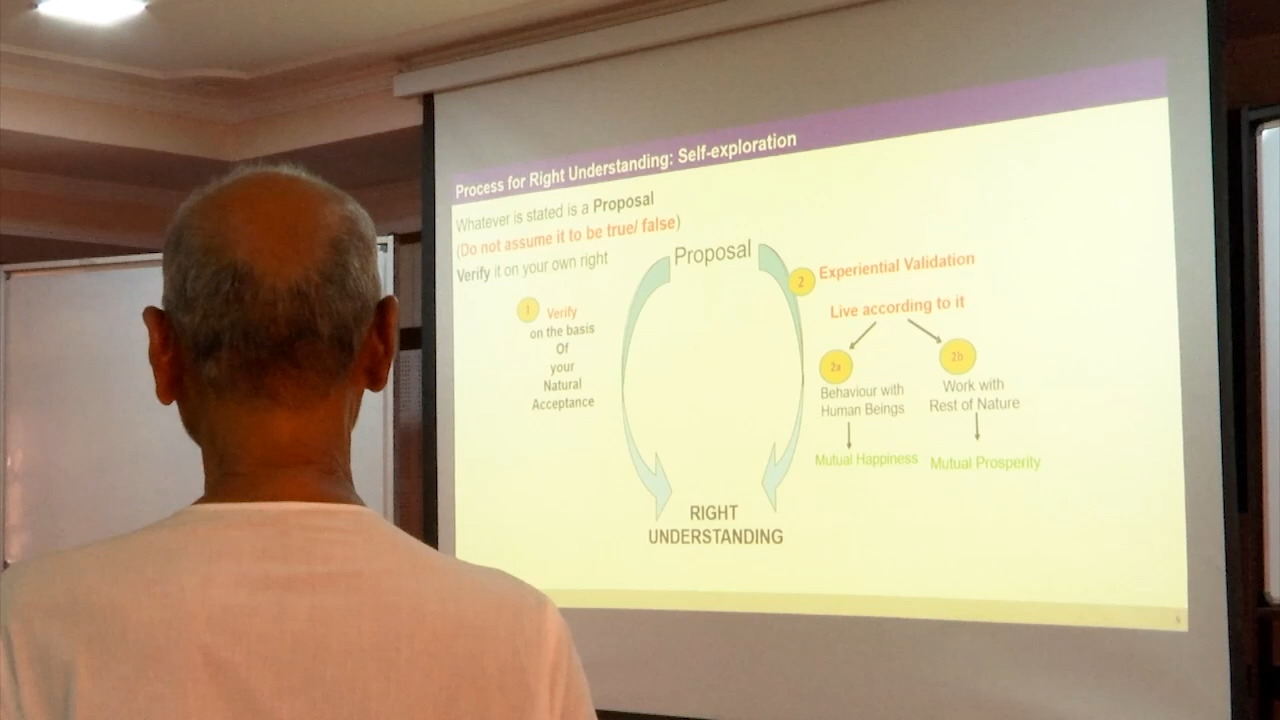 Process for Right Understanding: Self-exploration
Whatever is stated is a Proposal
(Do not assume it to be true/ false)
Verify it on your own right
Proposal
1
Verify
on the basis
Of
your
Natural
Acceptance
2
Experiential Validation
Live according to it
2a
Behaviour with
Human Beings
Mutual Happiness
2b
Work with
Rest of Nature
Mutual Prosperity
RIGHT
UNDERSTANDING